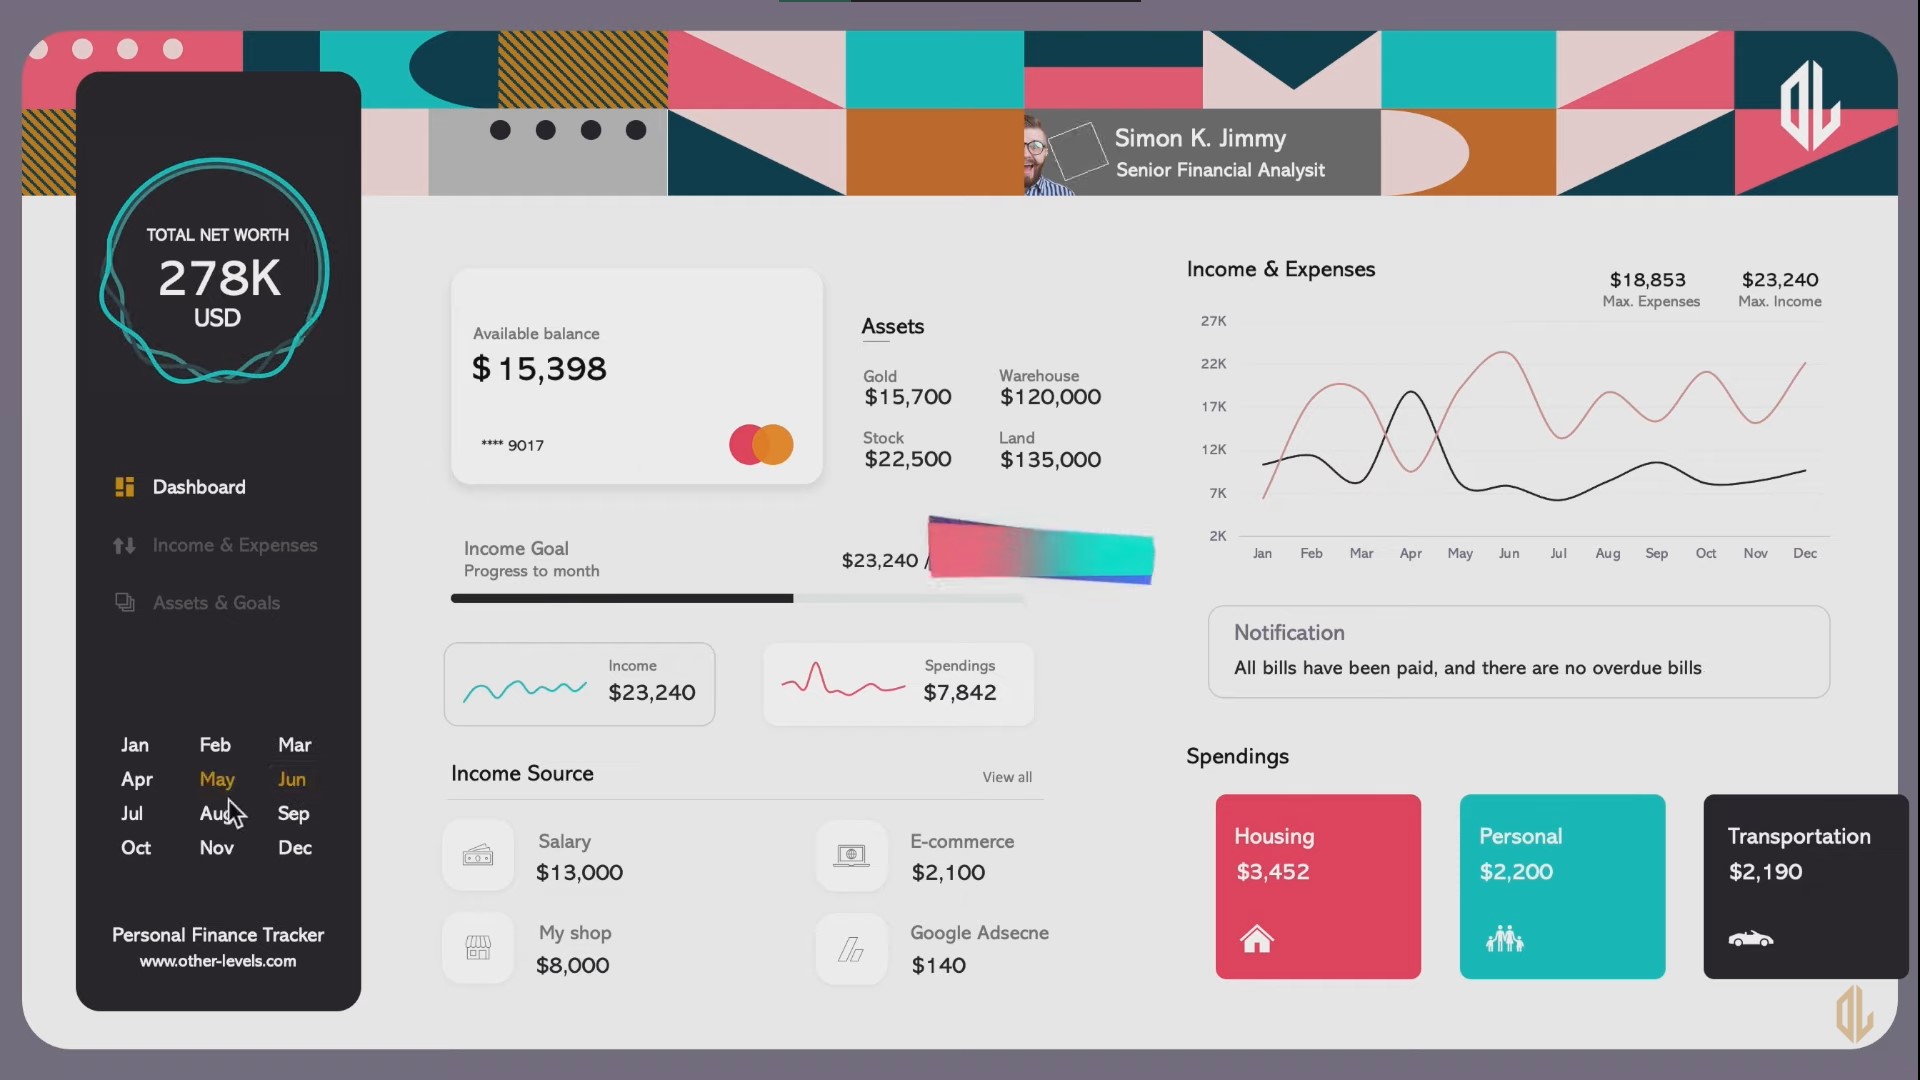 Simon K. Jimmy
Senior Financial Analysit
TOTAL NET WORTH
278K
USD
Dashboard
Income & Expenses
Assets & Goals
Jan Feb Mar
Apr May Jun
Jul Aug Sep
Oct Nov Dec
Personal Finance Tracker
www.other-levels.com
Available balance
$ 15,398
**** 9017
Assets
Gold
$15,700
Warehouse
$120,000
Stock
$22,500
Land
$135,000
Income Goal
Progress to month
$23,240 /
Income
$23,240
Spendings
$7,842
Income Source
View all
Salary
$13,000
E-commerce
$2,100
My shop
$8,000
Google Adsecne
$140
Income & Expenses
$18,853
Max. Expenses
$23,240
Max. Income
27K
22K
17K
12K
7K
2K
Jan Feb Mar Apr May Jun Jul Aug Sep Oct Nov Dec
Notification
All bills have been paid, and there are no overdue bills
Spendings
Housing
$3,452
Personal
$2,200
Transportation
$2,190